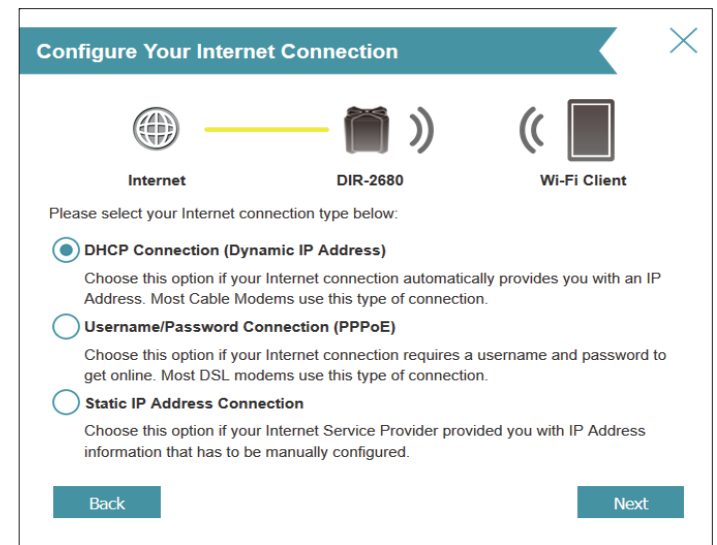 Configure Your Internet Connection
Internet
DIR-2680
Wi-Fi Client
Please select your Internet connection type below:
DHCP Connection (Dynamic IP Address)
Choose this option if your Internet connection automatically provides you with an IP
Address. Most Cable Modems use this type of connection.
Username/Password Connection (PPPoE)
Choose this option if your Internet connection requires a username and password to
get online. Most DSL modems use this type of connection.
Static IP Address Connection
Choose this option if your Internet Service Provider provided you with IP Address
information that has to be manually configured.
Back
Next